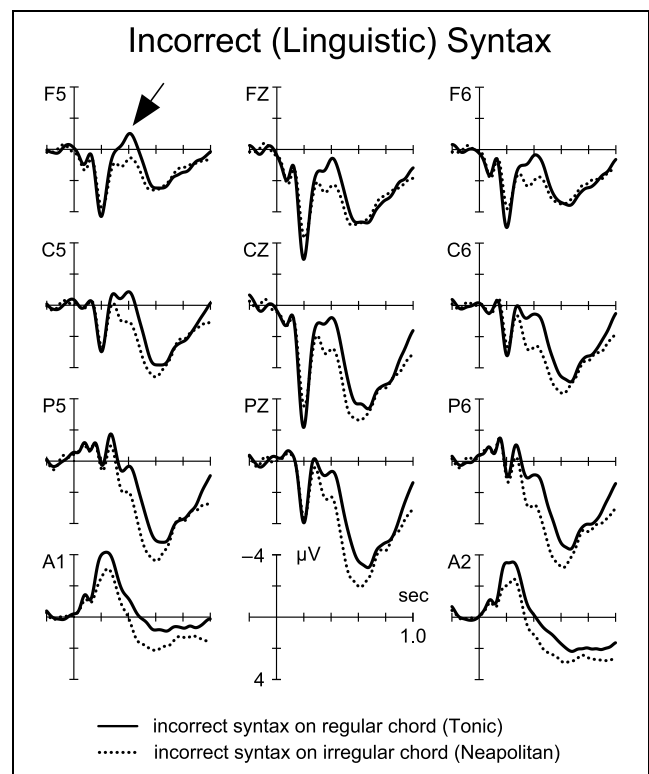 Incorrect (Linguistic) Syntax
F5 FZ F6
C5 CZ C6
P5 PZ P6
A1 –4 µV A2
sec
1.0
4
incorrect syntax on regular chord (Tonic)
incorrect syntax on irregular chord (Neapolitan)